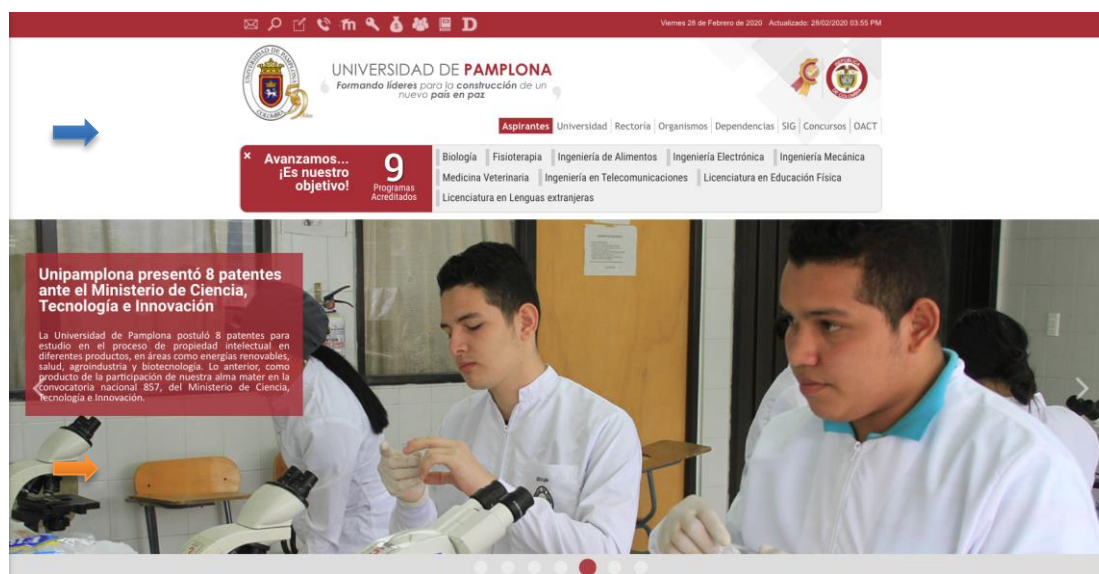 Viernes 28 de Febrero de 2020 Actualizado: 28/02/2020 03:55 PM
UNIVERSIDAD DE PAMPLONA
Formando líderes para la construcción de un
nuevo país en paz
Aspirantes Universidad Rectoría Organismos Dependencias SIG Concursos OACT
× Avanzamos...
¡Es nuestro
objetivo!
9
Programas
Acreditados
Biología Fisioterapia Ingeniería de Alimentos Ingeniería Electrónica Ingeniería Mecánica
Medicina Veterinaria Ingeniería en Telecomunicaciones Licenciatura en Educación Física
Licenciatura en Lenguas extranjeras
Unipamplona presentó 8 patentes
ante el Ministerio de Ciencia,
Tecnología e Innovación
La Universidad de Pamplona postuló 8 patentes para
estudio en el proceso de propiedad intelectual en
diferentes productos, en áreas como energías renovables,
salud, agroindustria y biotecnología. Lo anterior, como
producto de la participación de nuestra alma mater en la
convocatoria nacional 857, del Ministerio de Ciencia,
Tecnología e Innovación.